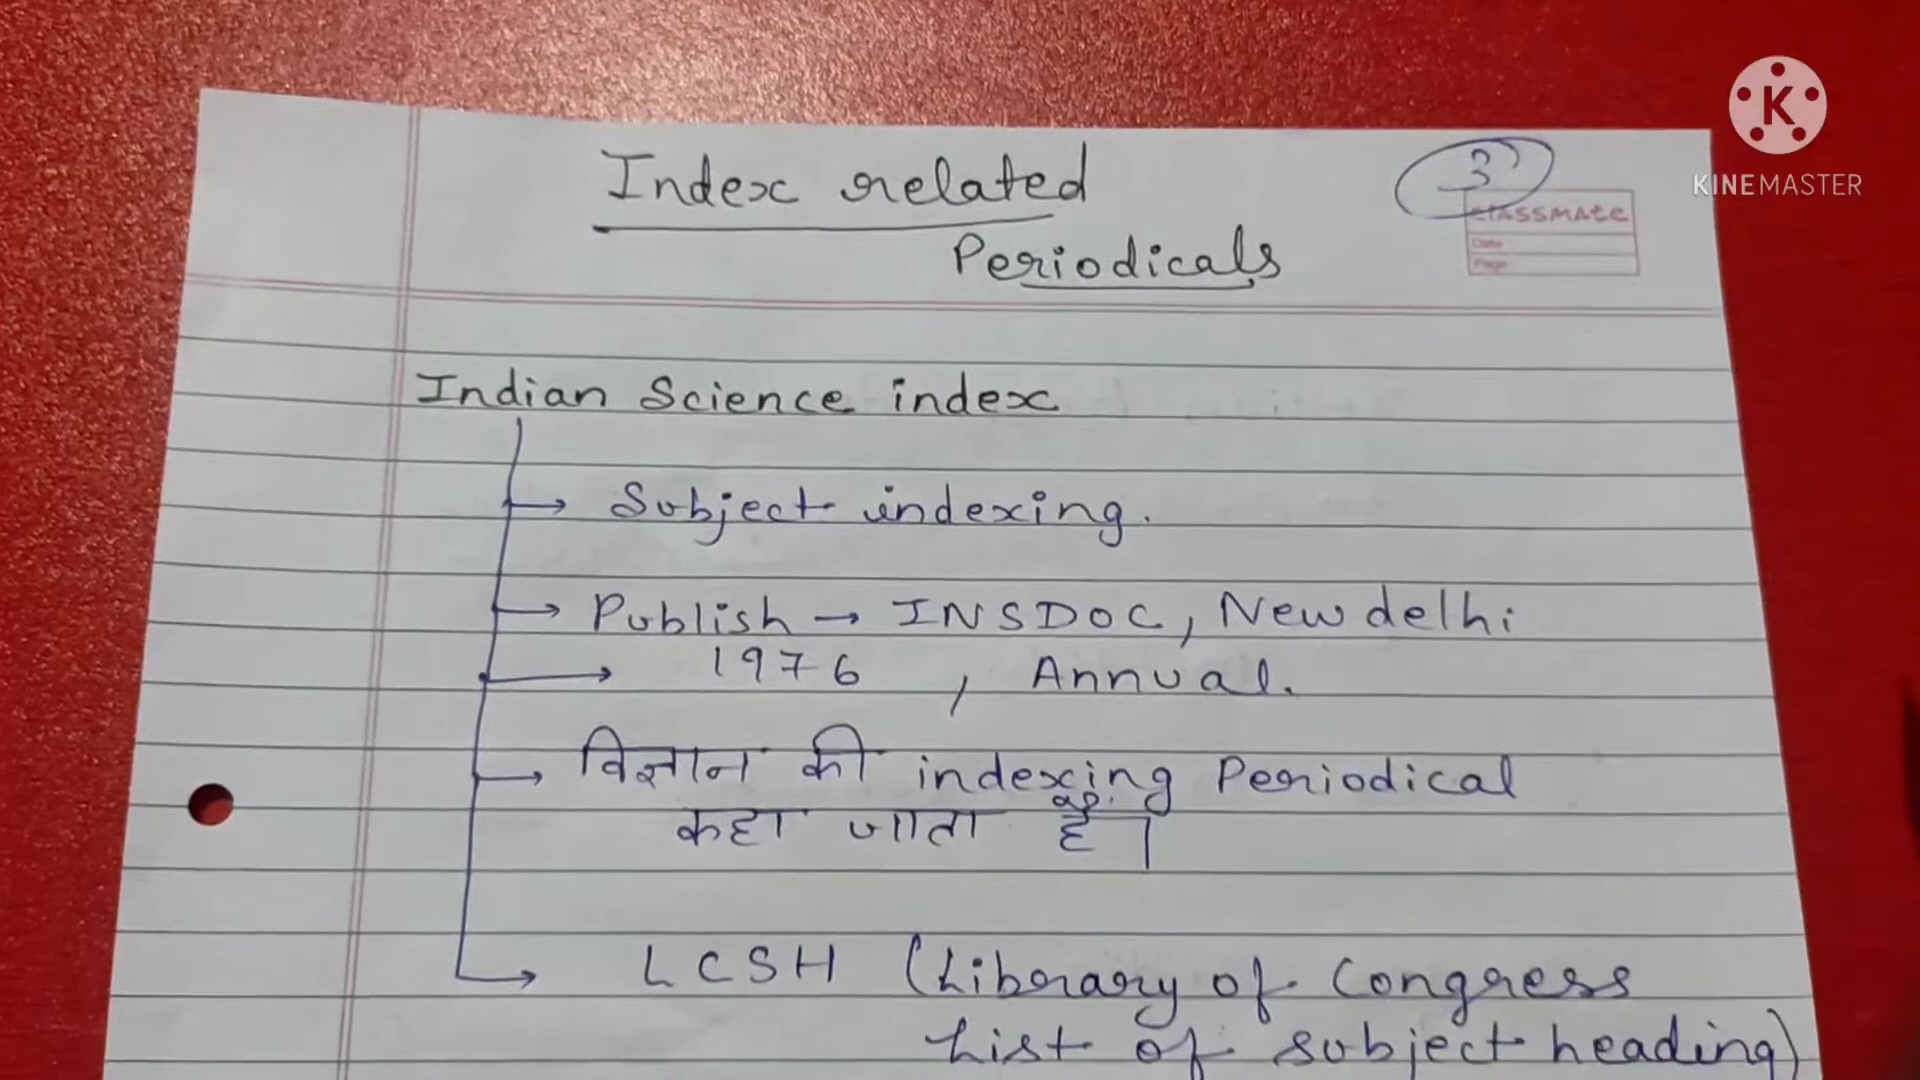 Index related
Periodicals
3
classmate
Date
Page
K
KINEMASTER
Indian Science index
Subject indexing.
Publish → INSDOC, New delhi
1976 , Annual.
विज्ञान की indexing Periodical
कहा जाता है।
LCSH (Library of Congress
List of subject heading)